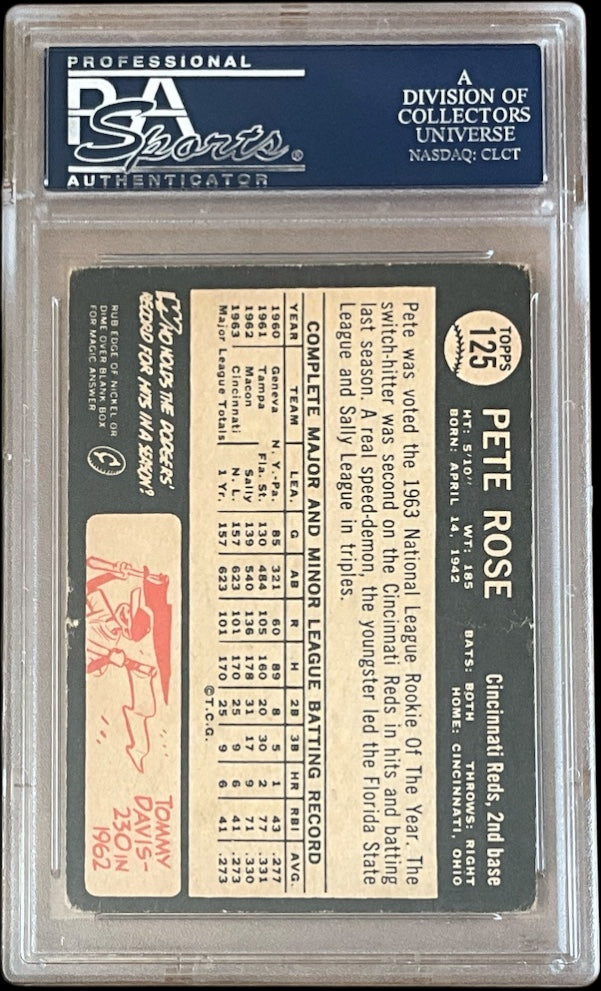 PROFESSIONAL
PSA
Sports®
AUTHENTICATOR
A
DIVISION OF
COLLECTORS
UNIVERSE
NASDAQ: CLCT
TOPPS
125
PETE ROSE
Cincinnati Reds, 2nd base
HT: 5'10" WT: 185 BATS: BOTH THROWS: RIGHT
BORN: APRIL 14, 1942 HOME: CINCINNATI, OHIO
Pete was voted the 1963 National League Rookie Of The Year. The
switch-hitter was second on the Cincinnati Reds in hits and batting
last season. A real speed-demon, the youngster led the Florida State
League and Sally League in triples.
COMPLETE MAJOR AND MINOR LEAGUE BATTING RECORD
YEAR TEAM LEA. G AB R H 2B 3B HR RBI AVG.
1960 Geneva N. Y.-Pa. 85 321 60 89 8 5 1 43 .277
1961 Tampa Fla. St. 130 484 105 160 20 30 2 77 .331
1962 Macon Sally 139 540 136 178 31 17 9 71 .330
1963 Cincinnati N. L. 157 623 101 170 25 9 6 41 .273
Major League Totals 1 Yr. 157 623 101 170 25 9 6 41 .273
©T.C.G.
WHO HOLDS THE DODGERS'
RECORD FOR HITS IN A SEASON?
RUB EDGE OF NICKEL OR
DIME OVER BLANK BOX
FOR MAGIC ANSWER
TOMMY
DAVIS-
230 IN
1962